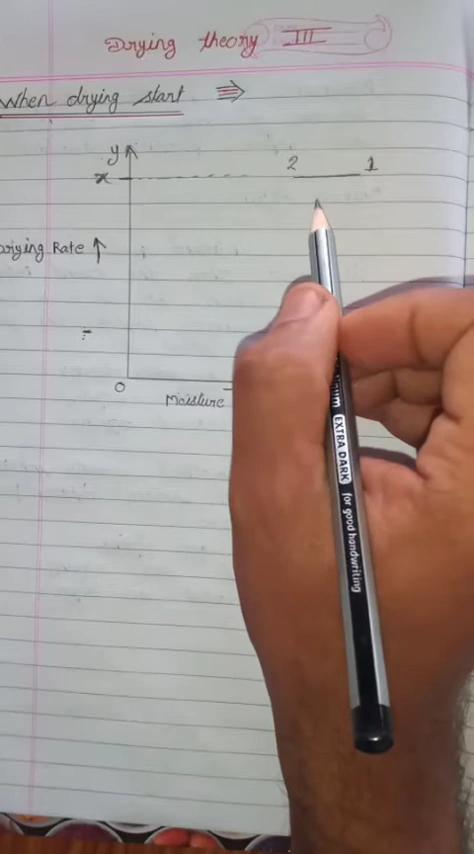 Drying theory III
When drying start ⇒
y
x
2 1
Drying Rate ↑
0
Moisture
EXTRA DARK for good handwriting